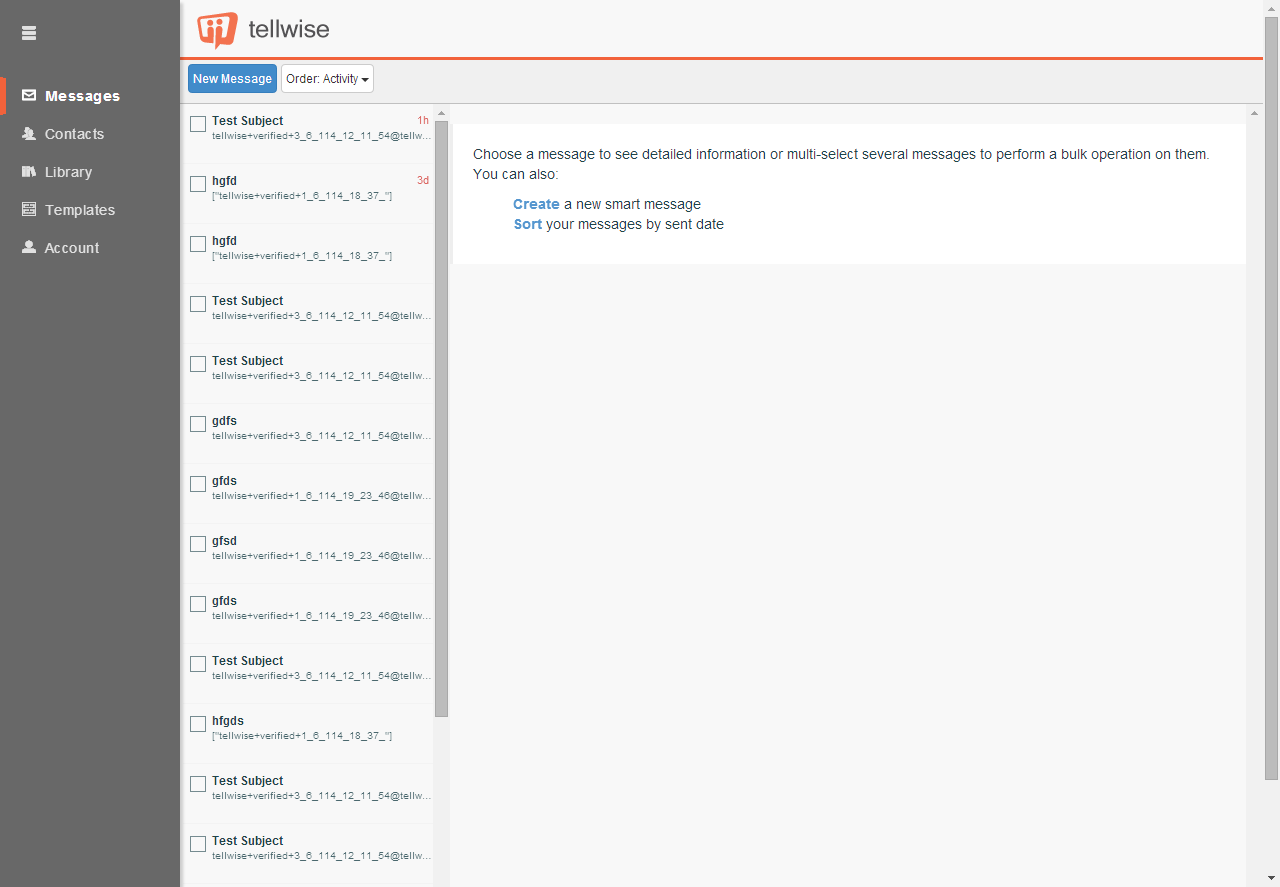 tellwise
Messages
Contacts
Library
Templates
Account
New Message
Order: Activity
Test Subject 1h
tellwise+verified+3_6_114_12_11_54@tellw...
hgfd 3d
["tellwise+verified+1_6_114_18_37_"]
hgfd
["tellwise+verified+1_6_114_18_37_"]
Test Subject
tellwise+verified+3_6_114_12_11_54@tellw...
Test Subject
tellwise+verified+3_6_114_12_11_54@tellw...
gdfs
tellwise+verified+3_6_114_12_11_54@tellw...
gfds
tellwise+verified+1_6_114_19_23_46@tellw...
gfsd
tellwise+verified+1_6_114_19_23_46@tellw...
gfds
tellwise+verified+1_6_114_19_23_46@tellw...
Test Subject
tellwise+verified+3_6_114_12_11_54@tellw...
hfgds
["tellwise+verified+1_6_114_18_37_"]
Test Subject
tellwise+verified+3_6_114_12_11_54@tellw...
Test Subject
tellwise+verified+3_6_114_12_11_54@tellw...
Choose a message to see detailed information or multi-select several messages to perform a bulk operation on them.
You can also:
Create a new smart message
Sort your messages by sent date